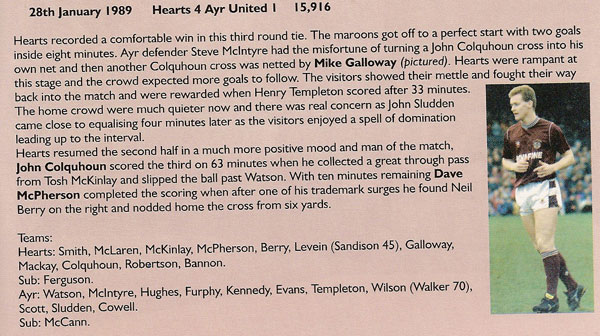 28th January 1989 Hearts 4 Ayr United 1 15,916
Hearts recorded a comfortable win in this third round tie. The maroons got off to a perfect start with two goals
inside eight minutes. Ayr defender Steve McIntyre had the misfortune of turning a John Colquhoun cross into his
own net and then another Colquhoun cross was netted by Mike Galloway (pictured). Hearts were rampant at
this stage and the crowd expected more goals to follow. The visitors showed their mettle and fought their way
back into the match and were rewarded when Henry Templeton scored after 33 minutes.
The home crowd were much quieter now and there was real concern as John Sludden
came close to equalising four minutes later as the visitors enjoyed a spell of domination
leading up to the interval.
Hearts resumed the second half in a much more positive mood and man of the match,
John Colquhoun scored the third on 63 minutes when he collected a great through pass
from Tosh McKinlay and slipped the ball past Watson. With ten minutes remaining Dave
McPherson completed the scoring when after one of his trademark surges he found Neil
Berry on the right and nodded home the cross from six yards.
Teams:
Hearts: Smith, McLaren, McKinlay, McPherson, Berry, Levein (Sandison 45), Galloway,
Mackay, Colquhoun, Robertson, Bannon.
Sub: Ferguson.
Ayr: Watson, McIntyre, Hughes, Furphy, Kennedy, Evans, Templeton, Wilson (Walker 70),
Scott, Sludden, Cowell.
Sub: McCann.